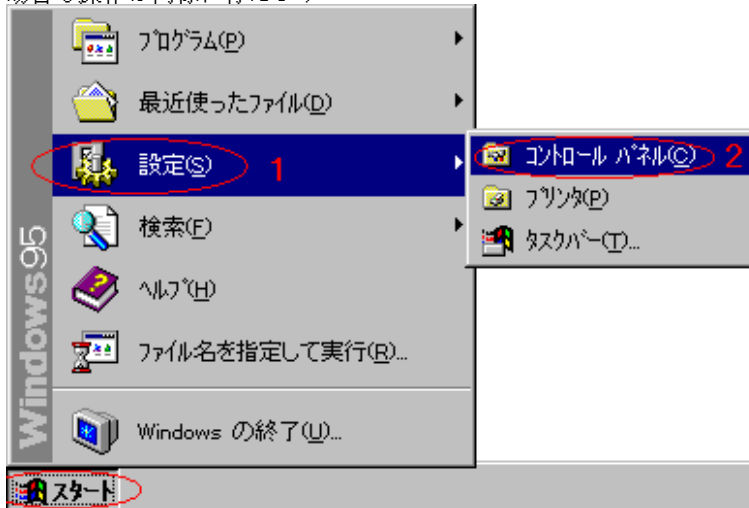 プログラム(P)
最近使ったファイル(D)
設定(S) 1
コントロール パネル(C) 2
プリンタ(P)
タスクバー(T)...
検索(F)
ヘルプ(H)
ファイル名を指定して実行(R)...
Windows の終了(U)...
Windows95
スタート